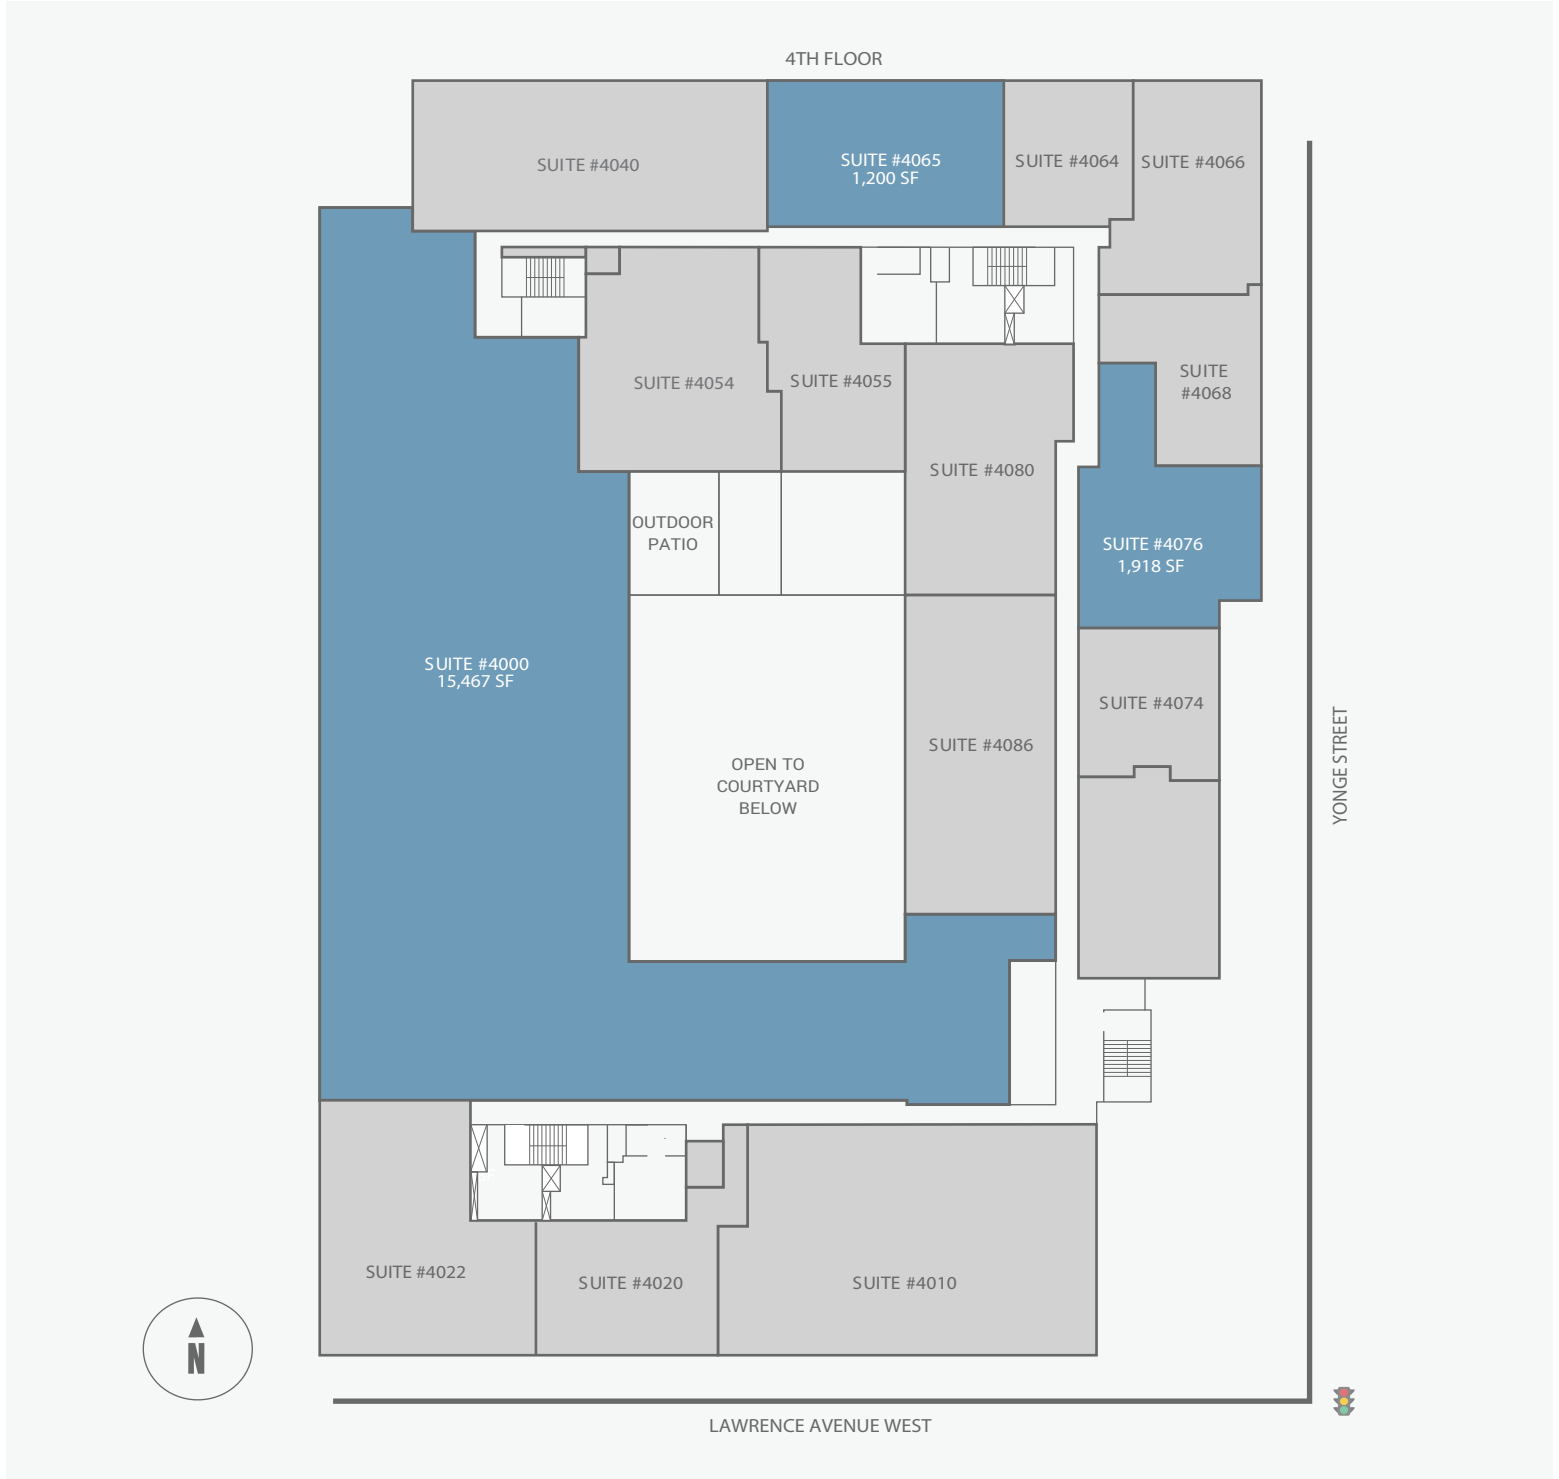 4TH FLOOR
SUITE #4040
SUITE #4065
1,200 SF
SUITE #4064
SUITE #4066
SUITE #4054
SUITE #4055
SUITE
#4068
SUITE #4080
OUTDOOR
PATIO
SUITE #4076
1,918 SF
SUITE #4000
15,467 SF
SUITE #4074
SUITE #4086
OPEN TO
COURTYARD
BELOW
YONGE STREET
SUITE #4022
SUITE #4020
SUITE #4010
N
LAWRENCE AVENUE WEST